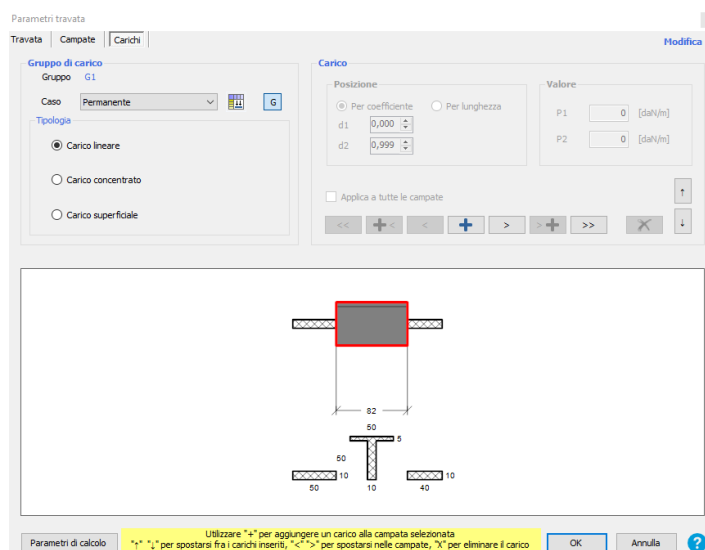 Parametri travata
Travata Campate Carichi
Modifica
Gruppo di carico
Gruppo G1
Caso Permanente G
Tipologia
Carico lineare
Carico concentrato
Carico superficiale
Carico
Posizione
Per coefficiente Per lunghezza
d1 0,000
d2 0,999
Valore
P1 0 [daN/m]
P2 0 [daN/m]
Applica a tutte le campate
<< +< < + > >+ >> X
↑
↓
82
50
5
50
10 10
50 10 40
Parametri di calcolo
Utilizzare "+" per aggiungere un carico alla campata selezionata
"↑" "↓" per spostarsi fra i carichi inseriti, "<" ">" per spostarsi nelle campate, "X" per eliminare il carico
OK Annulla ?